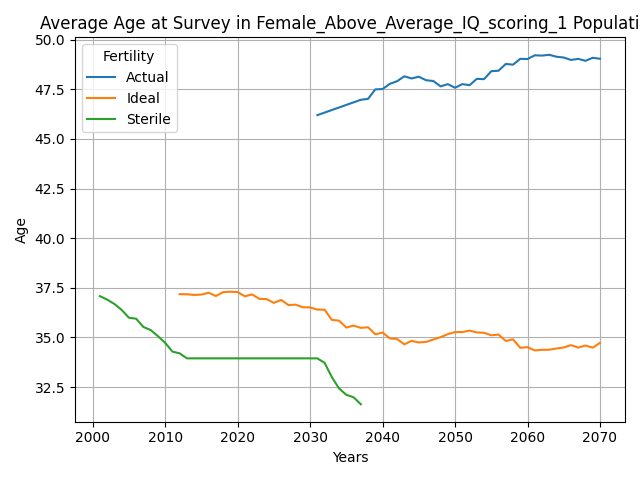 Average Age at Survey in Female_Above_Average_IQ_scoring_1 Populati
50.0
47.5
45.0
42.5
40.0
37.5
35.0
32.5
Age
Fertility
Actual
Ideal
Sterile
2000 2010 2020 2030 2040 2050 2060 2070
Years